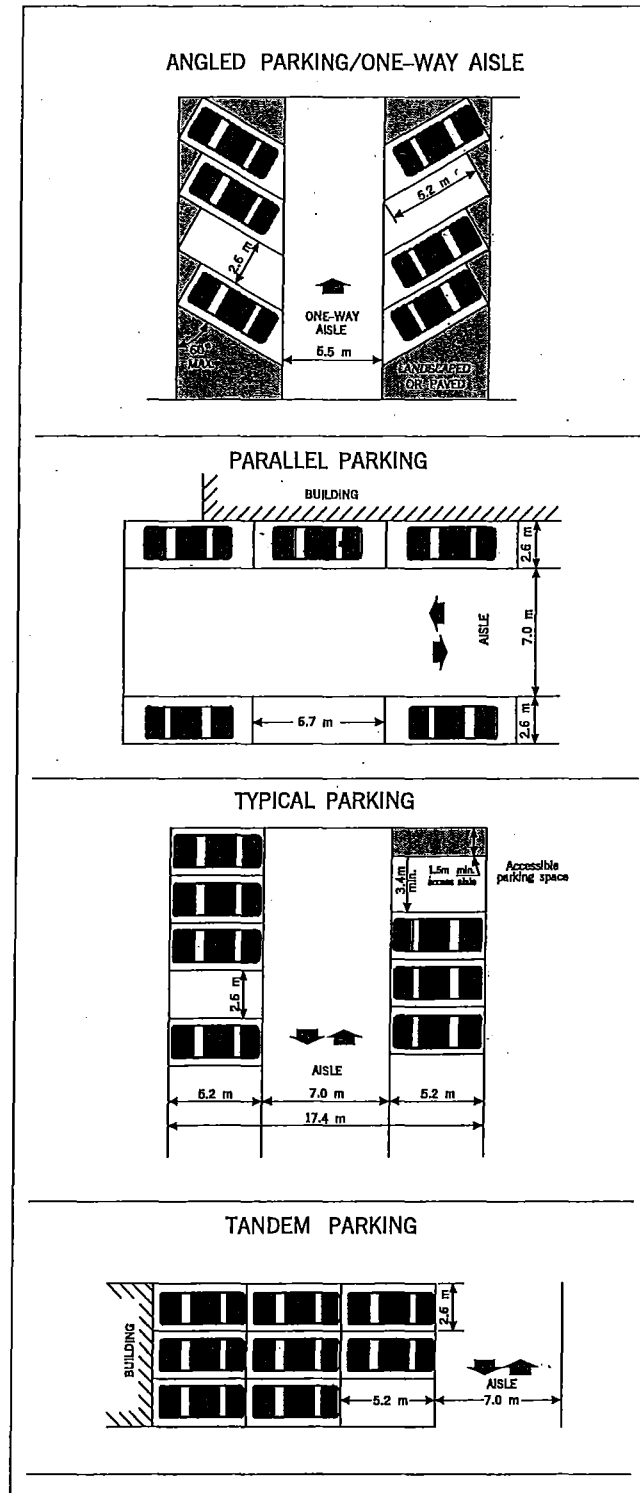 ANGLED PARKING/ONE-WAY AISLE
5.2 m
2.6 m
ONE-WAY
AISLE
5.5 m
60°
MAX.
LANDSCAPED
OR PAVED
PARALLEL PARKING
BUILDING
2.6 m
AISLE
7.0 m
6.7 m
2.6 m
TYPICAL PARKING
1.5m min.
access aisle
Accessible
parking space
3.4m
min.
2.6 m
AISLE
5.2 m
7.0 m
5.2 m
17.4 m
TANDEM PARKING
BUILDING
2.6 m
AISLE
5.2 m
7.0 m